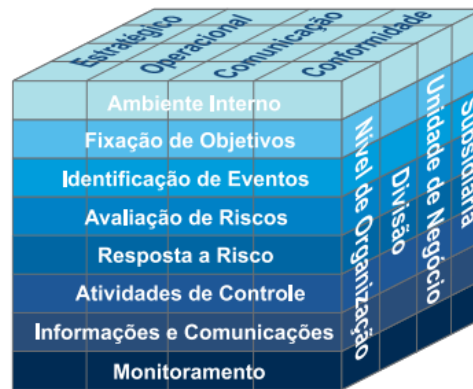 Estratégico
Operacional
Comunicação
Conformidade
Ambiente Interno
Fixação de Objetivos
Identificação de Eventos
Avaliação de Riscos
Resposta a Risco
Atividades de Controle
Informações e Comunicações
Monitoramento
Nível de Organização
Divisão
Unidade de Negócio
Subsidiária